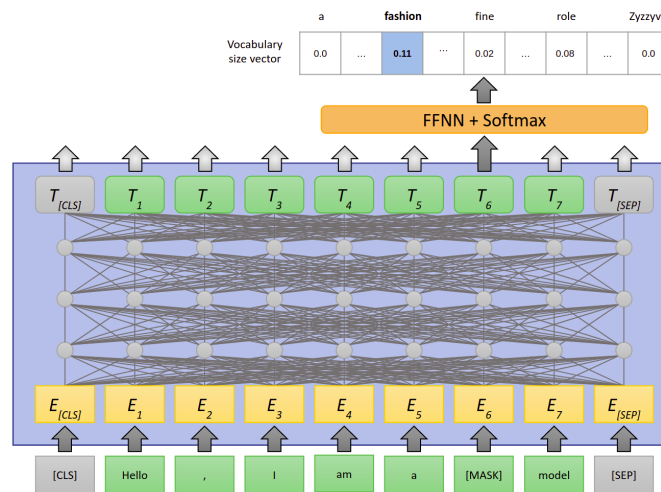 a fashion fine role Zyzzyv
Vocabulary
size vector
0.0 ... 0.11 ... 0.02 ... 0.08 ... 0.0
FFNN + Softmax
T[CLS] T1 T2 T3 T4 T5 T6 T7 T[SEP]
E[CLS] E1 E2 E3 E4 E5 E6 E7 E[SEP]
[CLS] Hello , I am a [MASK] model [SEP]